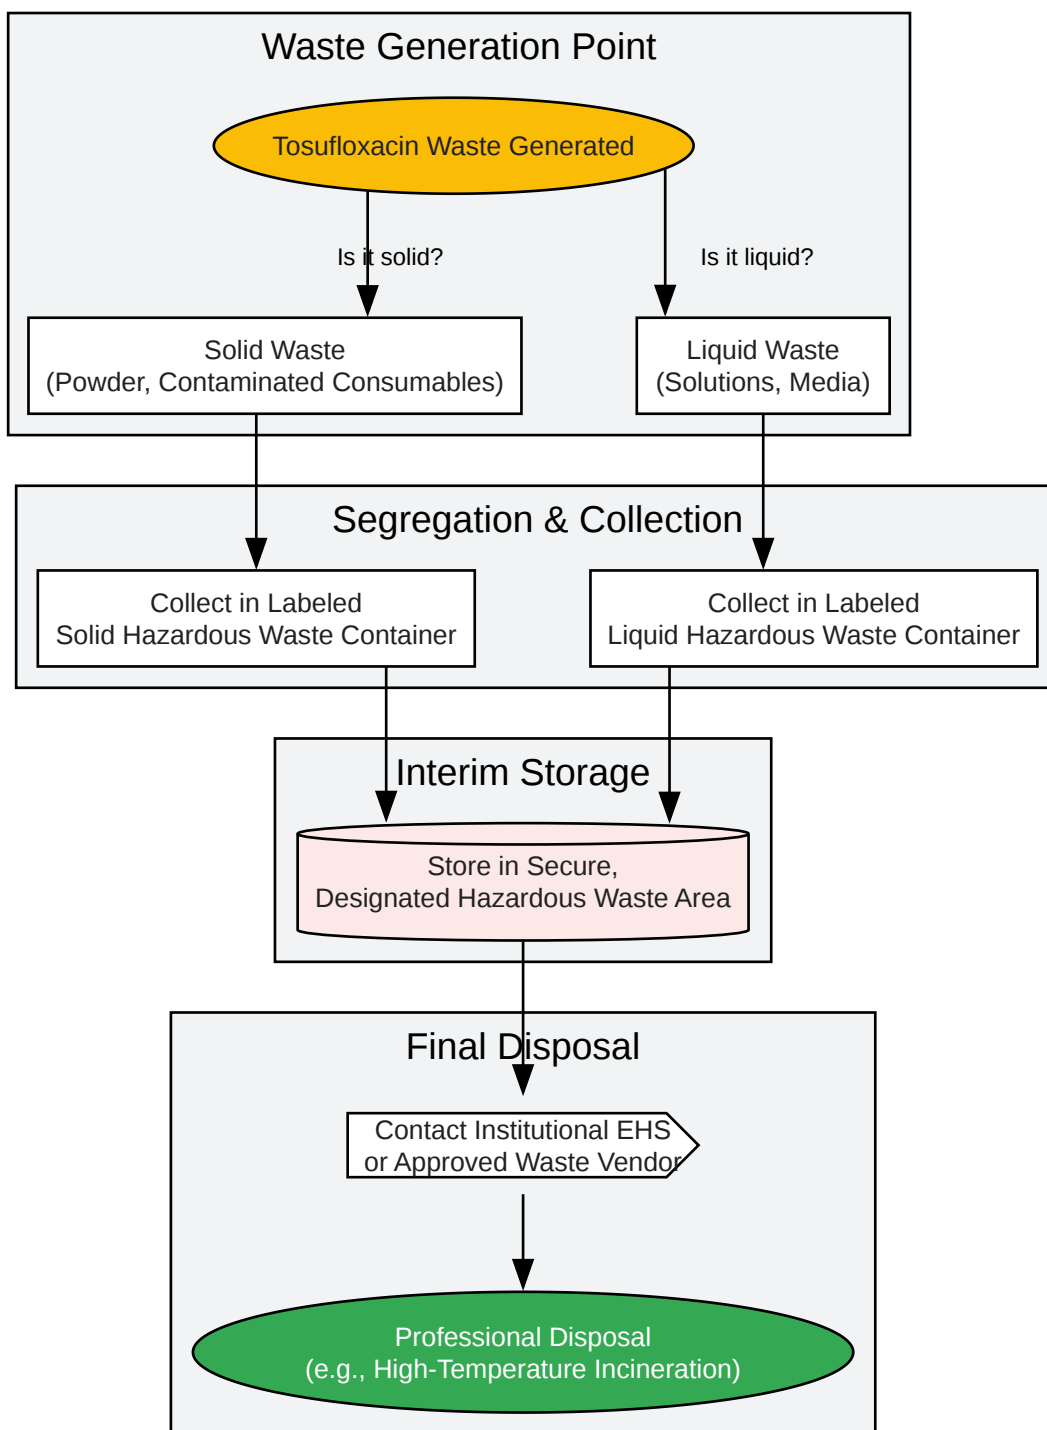 Waste Generation Point
Tosufloxacin Waste Generated
Is it solid?
Is it liquid?
Solid Waste
(Powder, Contaminated Consumables)
Liquid Waste
(Solutions, Media)
Segregation & Collection
Collect in Labeled
Solid Hazardous Waste Container
Collect in Labeled
Liquid Hazardous Waste Container
Interim Storage
Store in Secure,
Designated Hazardous Waste Area
Final Disposal
Contact Institutional EHS
or Approved Waste Vendor
Professional Disposal
(e.g., High-Temperature Incineration)